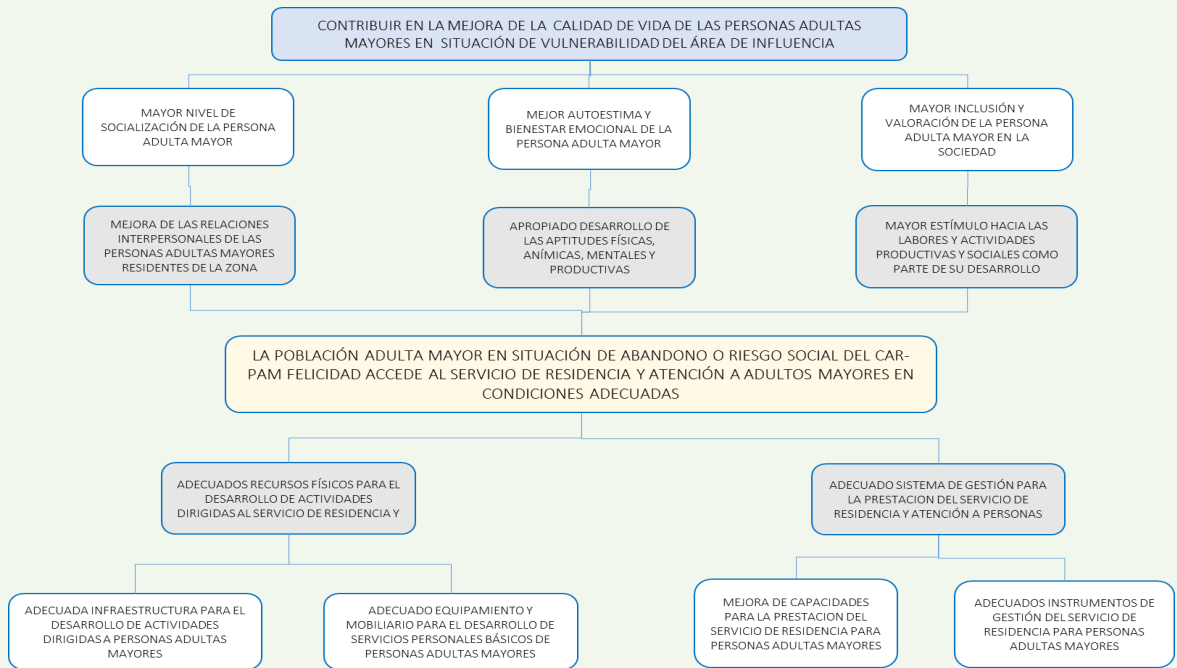 CONTRIBUIR EN LA MEJORA DE LA CALIDAD DE VIDA DE LAS PERSONAS ADULTAS
MAYORES EN SITUACIÓN DE VULNERABILIDAD DEL ÁREA DE INFLUENCIA
MAYOR NIVEL DE
SOCIALIZACIÓN DE LA PERSONA
ADULTA MAYOR
MEJOR AUTOESTIMA Y
BIENESTAR EMOCIONAL DE LA
PERSONA ADULTA MAYOR
MAYOR INCLUSIÓN Y
VALORACIÓN DE LA PERSONA
ADULTA MAYOR EN LA
SOCIEDAD
MEJORA DE LAS RELACIONES
INTERPERSONALES DE LAS
PERSONAS ADULTAS MAYORES
RESIDENTES DE LA ZONA
APROPIADO DESARROLLO DE
LAS APTITUDES FÍSICAS,
ANÍMICAS, MENTALES Y
PRODUCTIVAS
MAYOR ESTÍMULO HACIA LAS
LABORES Y ACTIVIDADES
PRODUCTIVAS Y SOCIALES COMO
PARTE DE SU DESARROLLO
LA POBLACIÓN ADULTA MAYOR EN SITUACIÓN DE ABANDONO O RIESGO SOCIAL DEL CAR-
PAM FELICIDAD ACCEDE AL SERVICIO DE RESIDENCIA Y ATENCIÓN A ADULTOS MAYORES EN
CONDICIONES ADECUADAS
ADECUADOS RECURSOS FÍSICOS PARA EL
DESARROLLO DE ACTIVIDADES
DIRIGIDAS AL SERVICIO DE RESIDENCIA Y
ADECUADO SISTEMA DE GESTIÓN PARA
LA PRESTACION DEL SERVICIO DE
RESIDENCIA Y ATENCIÓN A PERSONAS
ADECUADA INFRAESTRUCTURA PARA EL
DESARROLLO DE ACTIVIDADES
DIRIGIDAS A PERSONAS ADULTAS
MAYORES
ADECUADO EQUIPAMIENTO Y
MOBILIARIO PARA EL DESARROLLO DE
SERVICIOS PERSONALES BÁSICOS DE
PERSONAS ADULTAS MAYORES
MEJORA DE CAPACIDADES
PARA LA PRESTACION DEL
SERVICIO DE RESIDENCIA PARA
PERSONAS ADULTAS MAYORES
ADECUADOS INSTRUMENTOS DE
GESTIÓN DEL SERVICIO DE
RESIDENCIA PARA PERSONAS
ADULTAS MAYORES